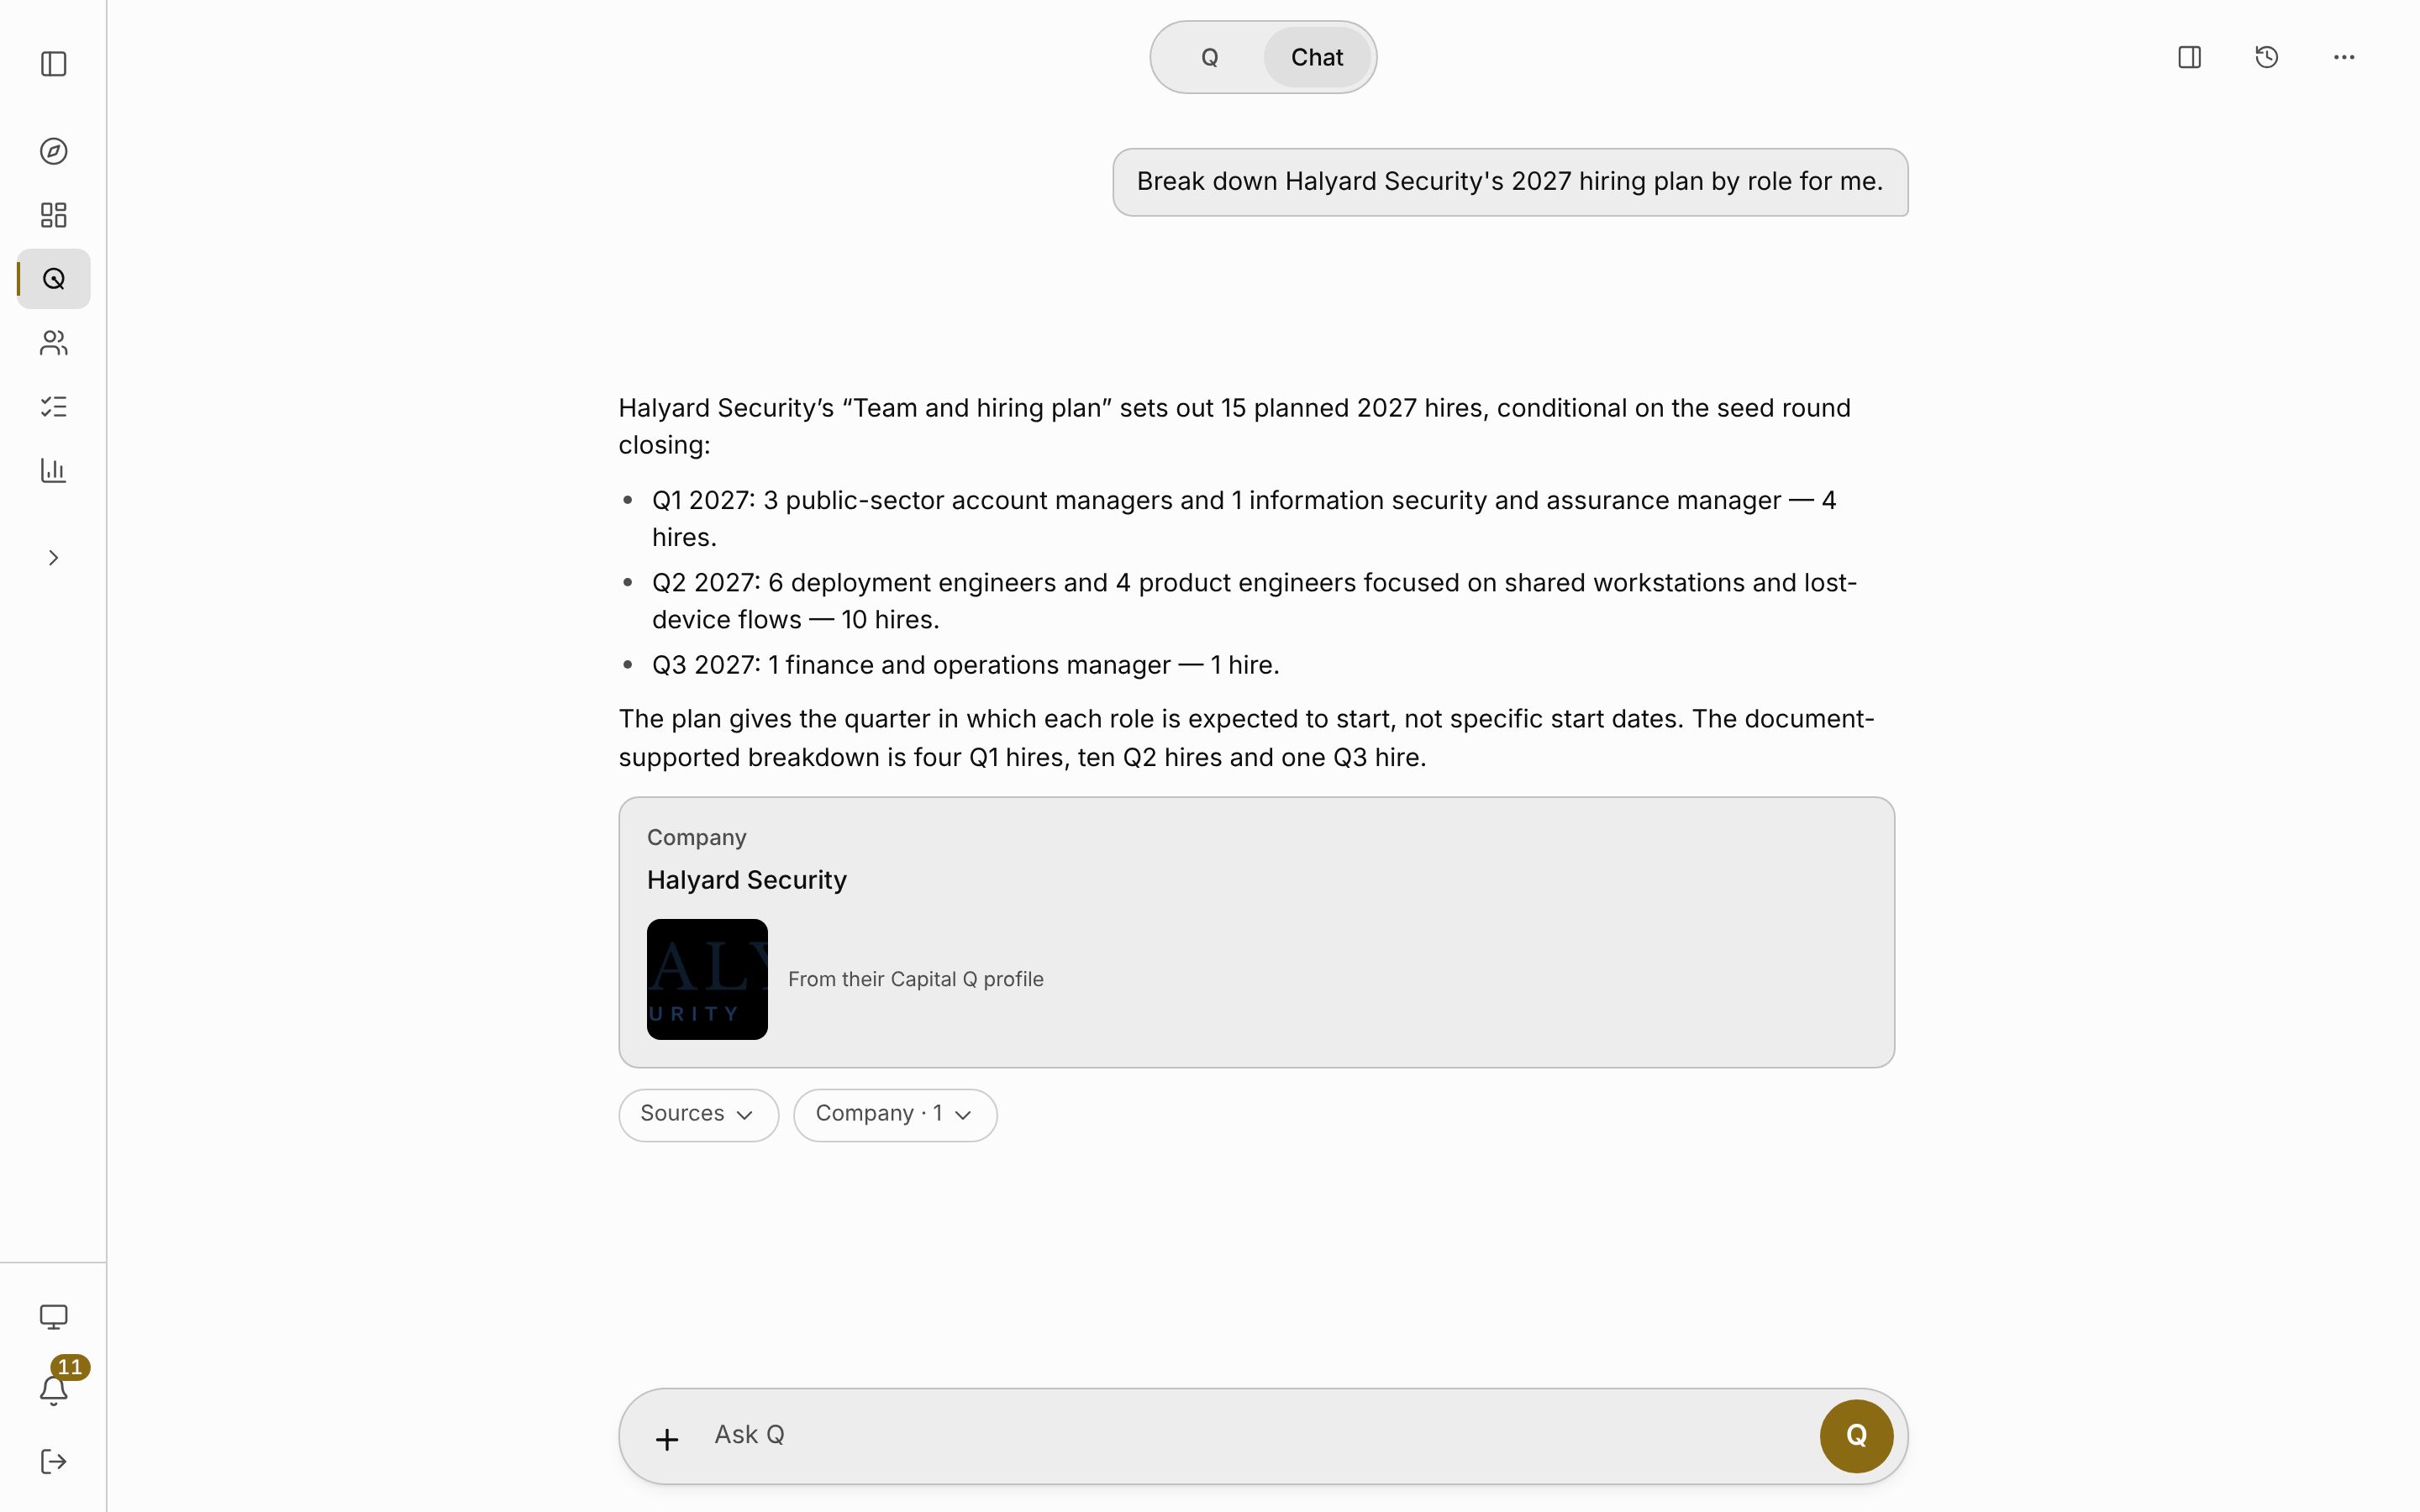 Q
Chat
Break down Halyard Security's 2027 hiring plan by role for me.
Halyard Security’s “Team and hiring plan” sets out 15 planned 2027 hires, conditional on the seed round
closing:
• Q1 2027: 3 public-sector account managers and 1 information security and assurance manager — 4
hires.
• Q2 2027: 6 deployment engineers and 4 product engineers focused on shared workstations and lost-
device flows — 10 hires.
• Q3 2027: 1 finance and operations manager — 1 hire.
The plan gives the quarter in which each role is expected to start, not specific start dates. The document-
supported breakdown is four Q1 hires, ten Q2 hires and one Q3 hire.
Company
Halyard Security
ALY
URITY
From their Capital Q profile
Sources
Company · 1
11
Ask Q
Q